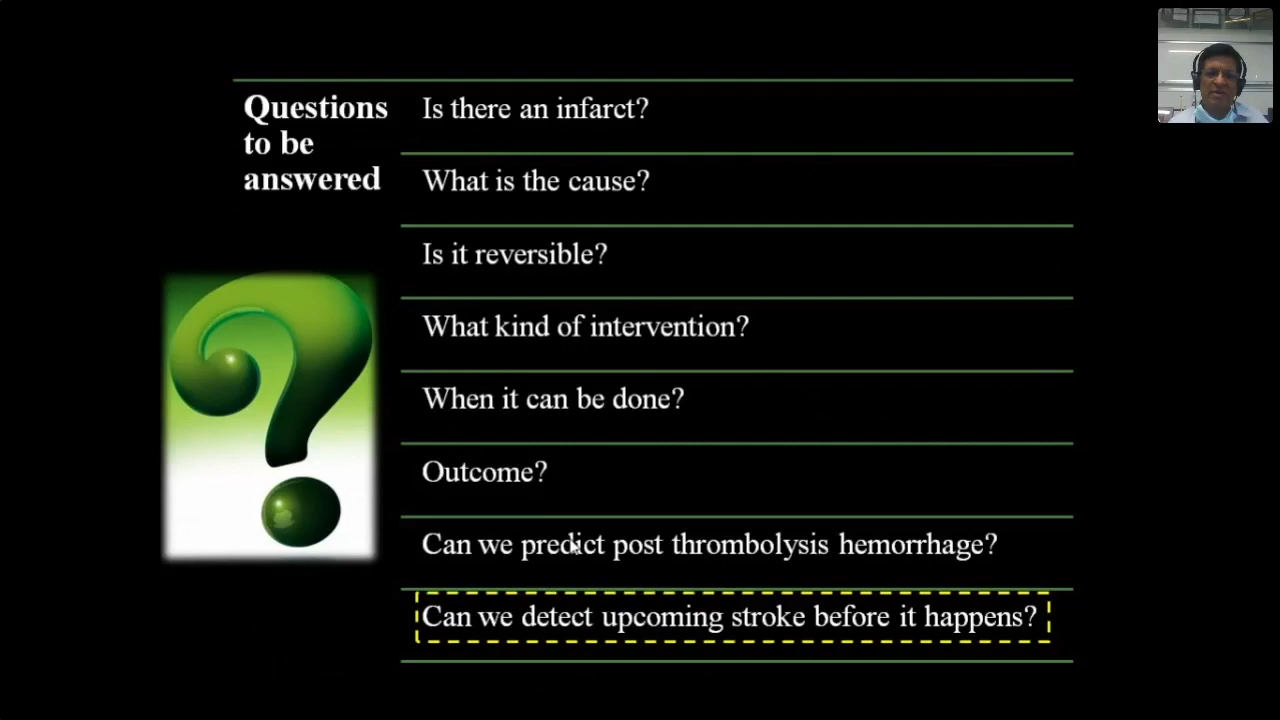 Questions
to be
answered
Is there an infarct?
What is the cause?
Is it reversible?
What kind of intervention?
When it can be done?
Outcome?
Can we predict post thrombolysis hemorrhage?
Can we detect upcoming stroke before it happens?